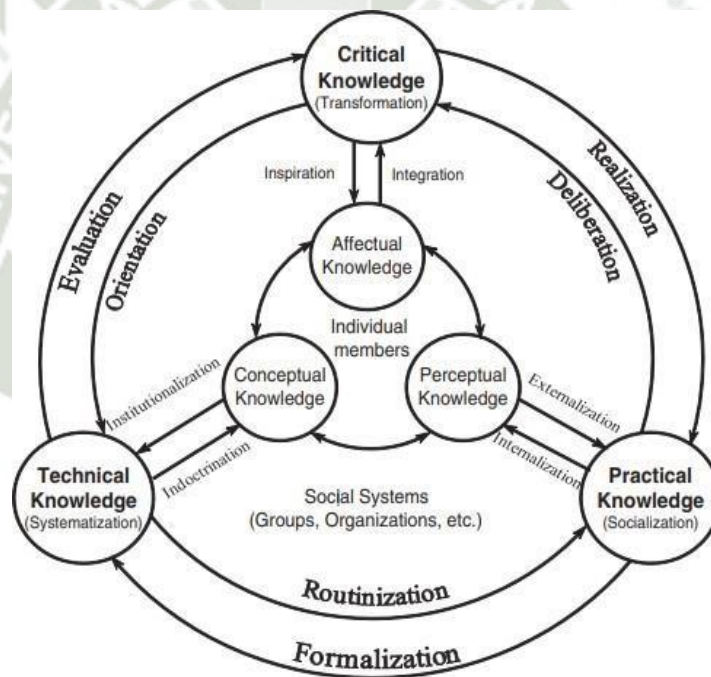 Critical
Knowledge
(Transformation)
Inspiration
Integration
Affectual
Knowledge
Evaluation
Orientation
Deliberation
Realization
Individual
members
Conceptual
Knowledge
Perceptual
Knowledge
Institutionalization
Indoctrination
Externalization
Internalization
Technical
Knowledge
(Systematization)
Social Systems
(Groups, Organizations, etc.)
Practical
Knowledge
(Socialization)
Routinization
Formalization